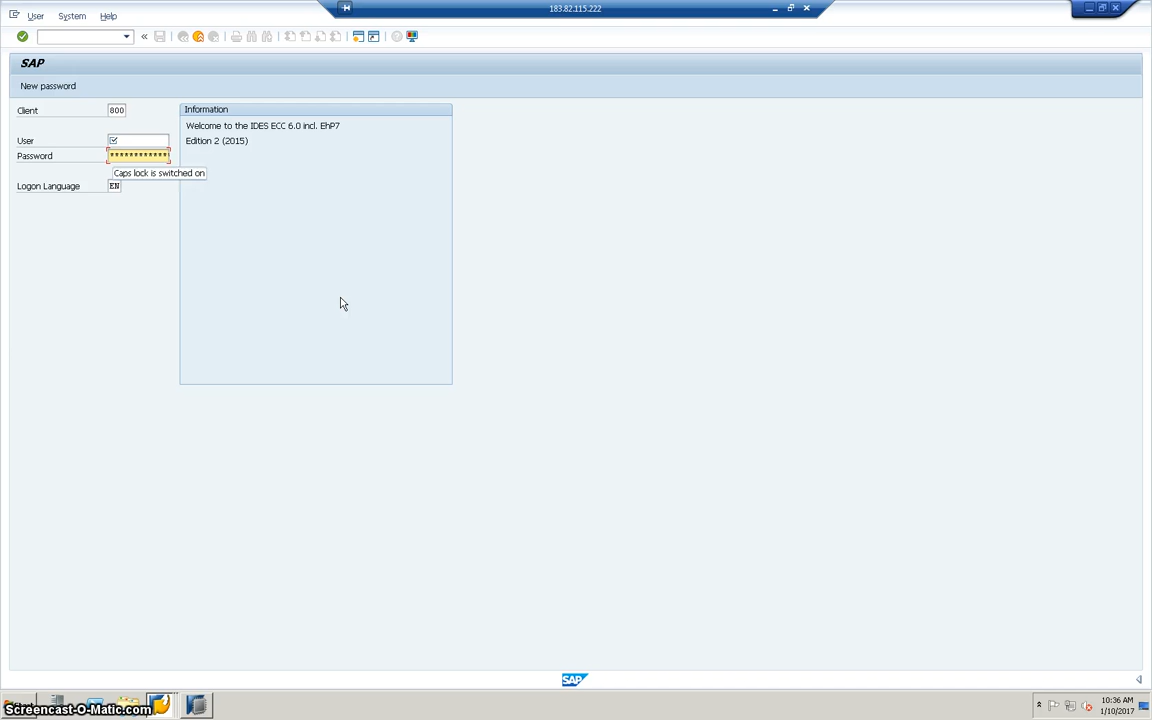 183.82.115.222
User System Help
SAP
New password
Client 800
Information
Welcome to the IDES ECC 6.0 incl. EhP7
Edition 2 (2015)
User
Password ************
Caps lock is switched on
Logon Language EN
SAP
SCREENCAST-O-MATIC.com
10:36 AM
1/10/2017